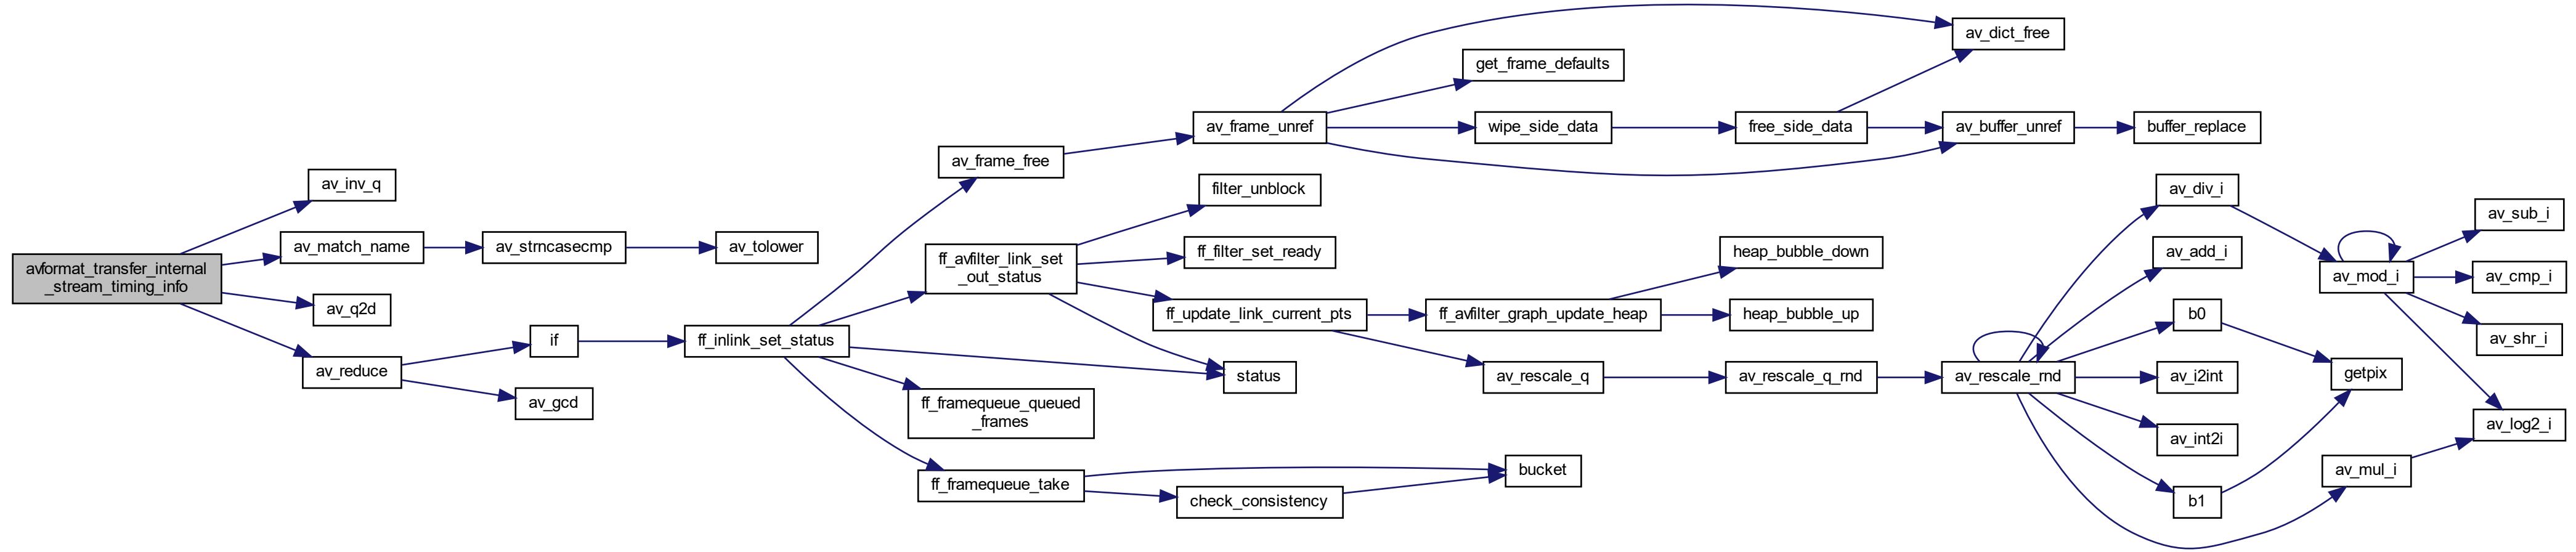 avformat_transfer_internal
_stream_timing_info
av_inv_q
av_match_name
av_q2d
av_reduce
av_strncasecmp
if
av_gcd
av_tolower
ff_inlink_set_status
av_frame_free
ff_avfilter_link_set
_out_status
ff_framequeue_queued
_frames
ff_framequeue_take
av_frame_unref
filter_unblock
ff_filter_set_ready
ff_update_link_current_pts
status
check_consistency
bucket
get_frame_defaults
wipe_side_data
ff_avfilter_graph_update_heap
av_rescale_q
free_side_data
heap_bubble_down
heap_bubble_up
av_rescale_q_rnd
av_dict_free
av_buffer_unref
buffer_replace
av_rescale_rnd
av_div_i
av_add_i
b0
av_i2int
av_int2i
b1
av_mod_i
getpix
av_mul_i
av_sub_i
av_cmp_i
av_shr_i
av_log2_i